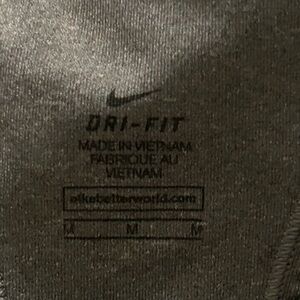 DRI-FIT
MADE IN VIETNAM
FABRIQUE AU
VIETNAM
nikebetterworld.com
M M M